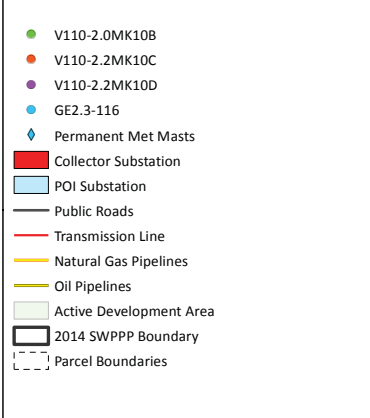 V110-2.0MK10B
V110-2.2MK10C
V110-2.2MK10D
GE2.3-116
Permanent Met Masts
Collector Substation
POI Substation
Public Roads
Transmission Line
Natural Gas Pipelines
Oil Pipelines
Active Development Area
2014 SWPPP Boundary
Parcel Boundaries